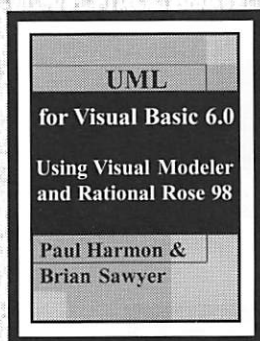 UML
for Visual Basic 6.0
Using Visual Modeler
and Rational Rose 98
Paul Harmon &
Brian Sawyer